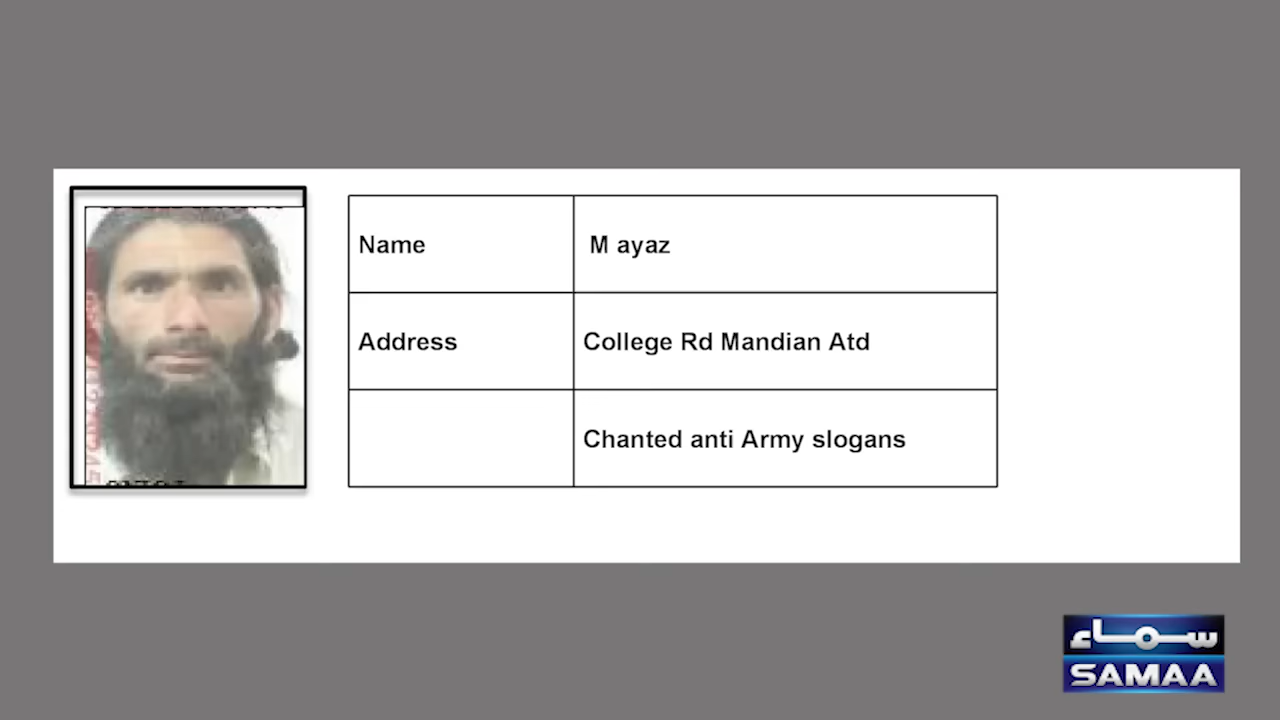 Name
M ayaz
Address
College Rd Mandian Atd
Chanted anti Army slogans
سماء
SAMAA